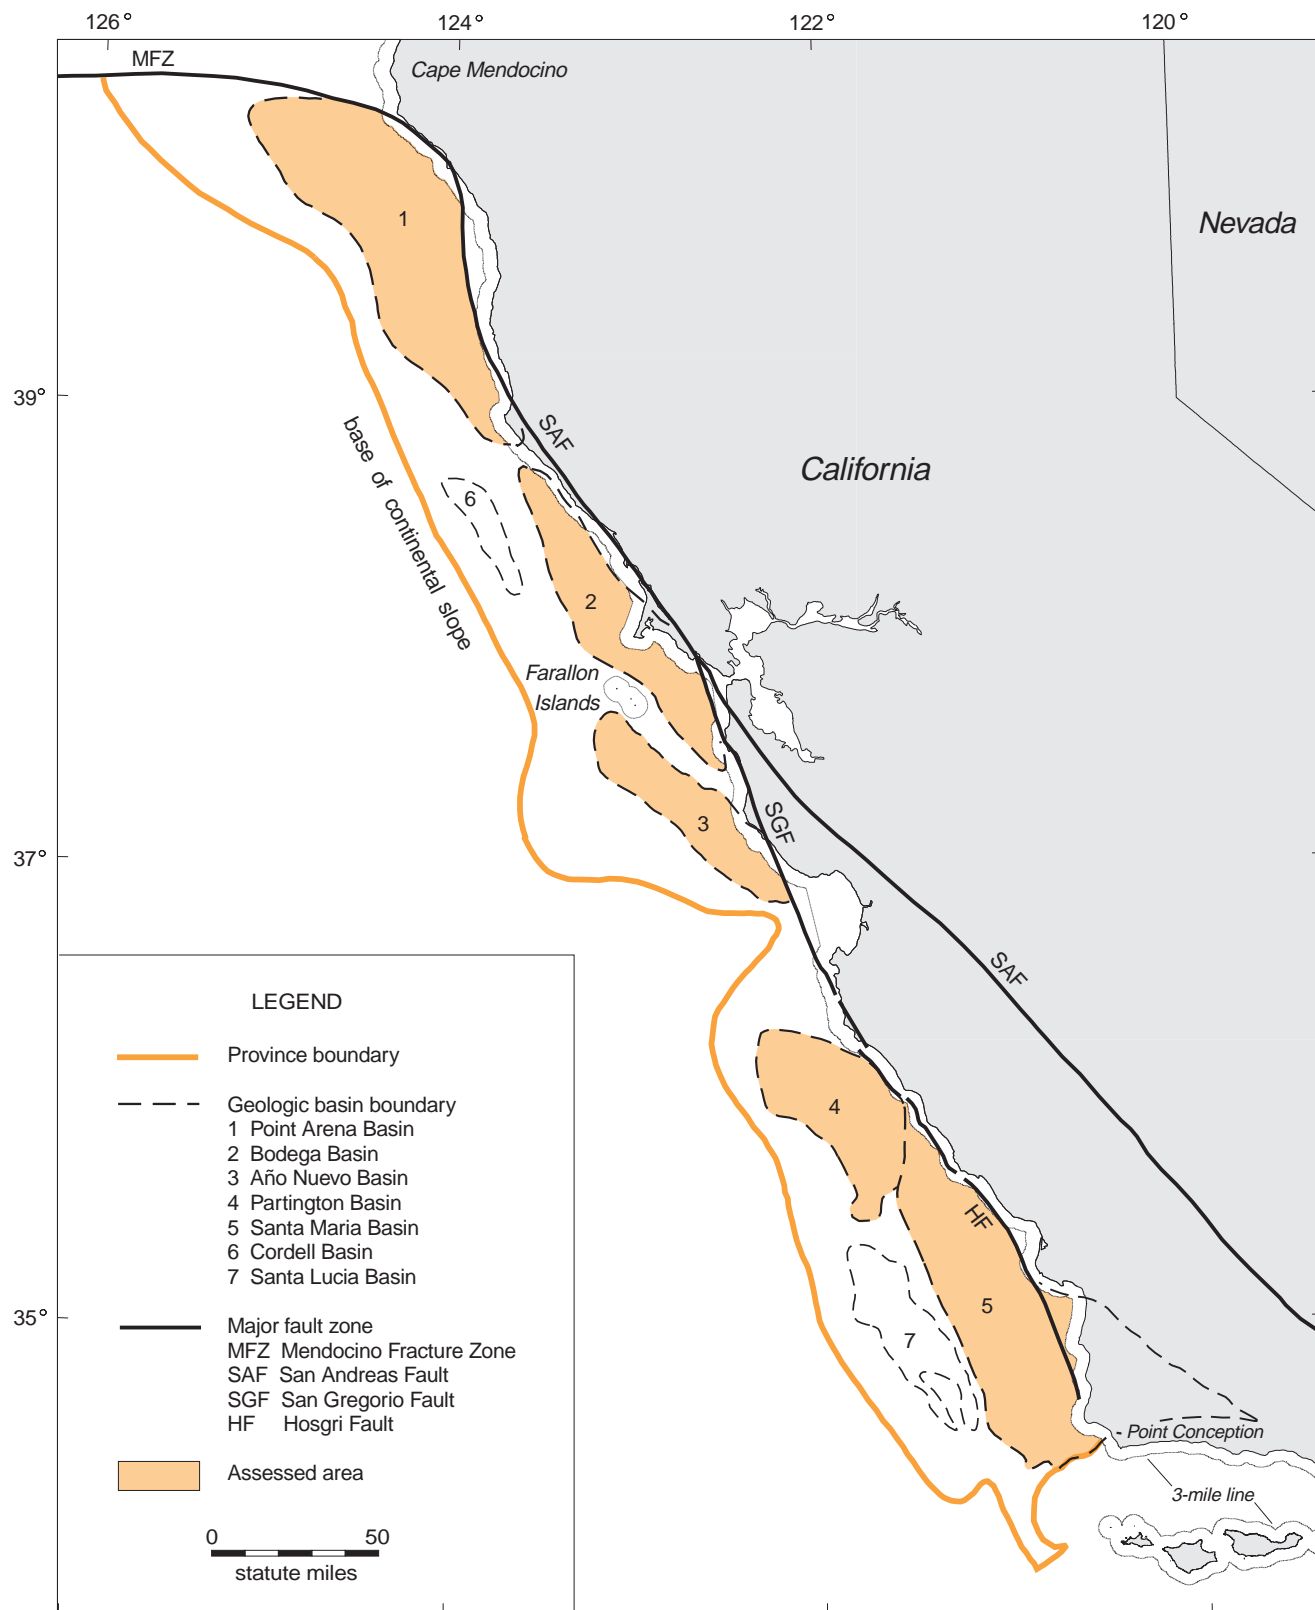 126° 124° 122° 120°
MFZ
Cape Mendocino
Nevada
1
39°
SAF
base of continental slope
California
6
2
Farallon
Islands
SGF
3
37°
SAF
4
HF
5
35°
7
Point Conception
3-mile line
LEGEND
Province boundary
Geologic basin boundary
1 Point Arena Basin
2 Bodega Basin
3 Año Nuevo Basin
4 Partington Basin
5 Santa Maria Basin
6 Cordell Basin
7 Santa Lucia Basin
Major fault zone
MFZ Mendocino Fracture Zone
SAF San Andreas Fault
SGF San Gregorio Fault
HF Hosgri Fault
Assessed area
0 50
statute miles